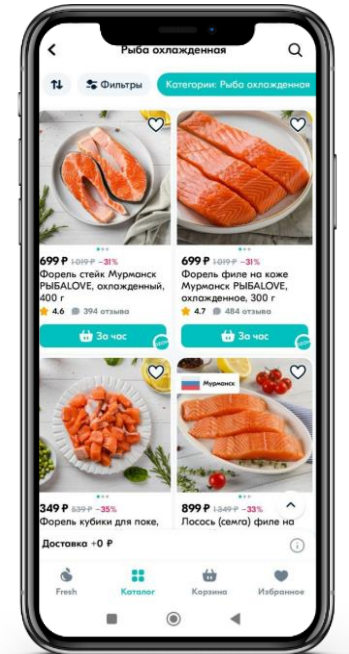 Рыба охлажденная
Фильтры
Категории: Рыба охлажденная
699 ₽ 1 019 ₽ -31%
Форель стейк Мурманск
РЫБALOVE, охлажденный,
400 г
4.6 394 отзыва
За час
699 ₽ 1 019 ₽ -31%
Форель филе на коже
Мурманск РЫБALOVE,
охлажденное, 300 г
4.7 484 отзыва
За час
349 ₽ 539 ₽ -35%
Форель кубики для поке,
Мурманск
899 ₽ 1 349 ₽ -33%
Лосось (семга) филе на
Доставка +0 ₽
Fresh
Каталог
Корзина
Избранное